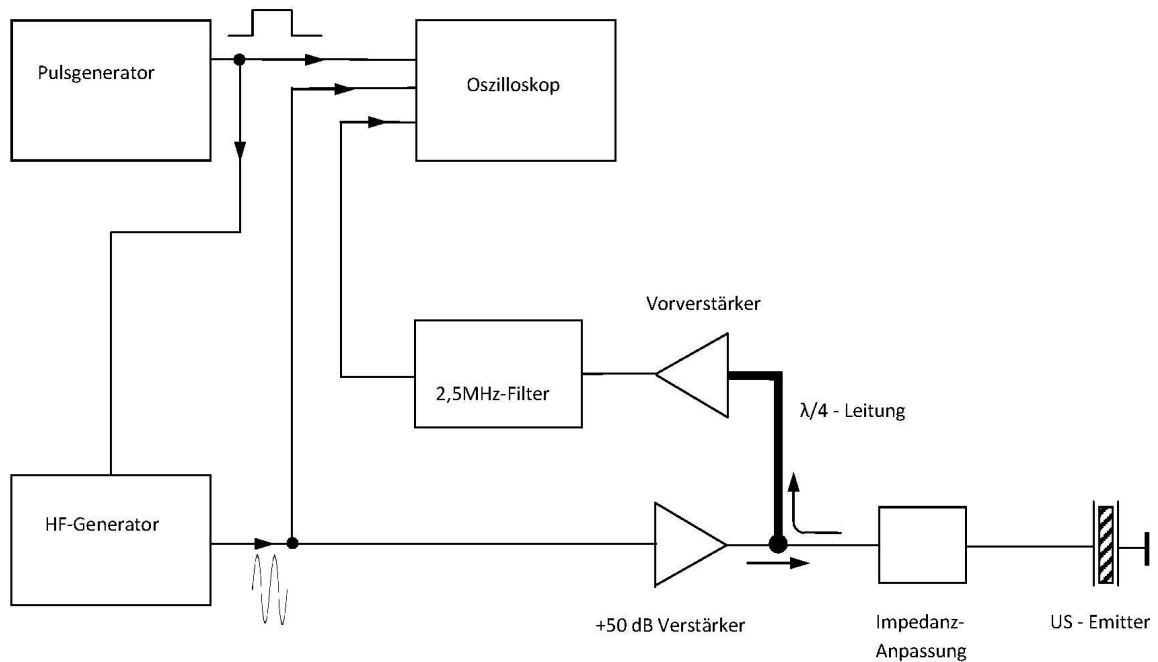 Pulsgenerator
Oszilloskop
Vorverstärker
2,5MHz-Filter
λ/4 - Leitung
HF-Generator
+50 dB Verstärker
Impedanz-
Anpassung
US - Emitter